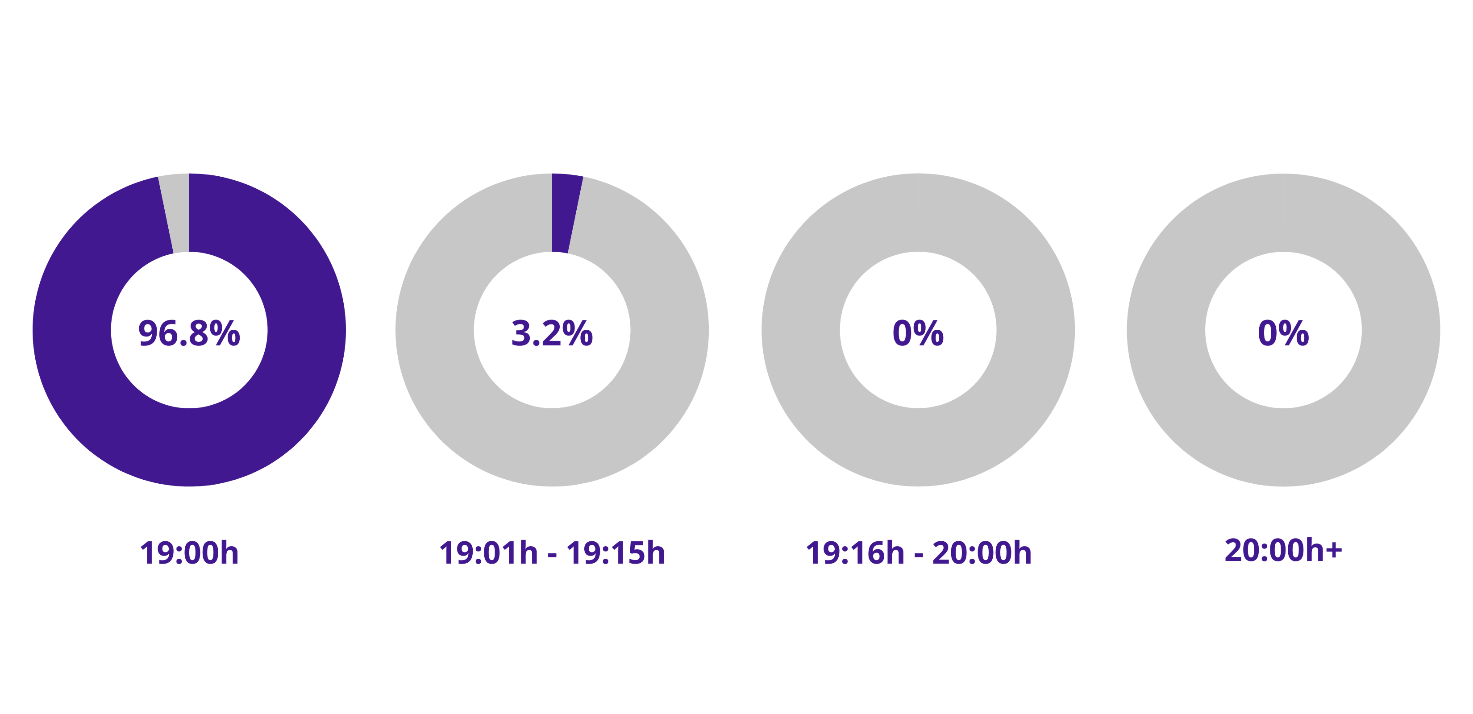 96.8%
3.2%
0%
0%
19:00h
19:01h - 19:15h
19:16h - 20:00h
20:00h+